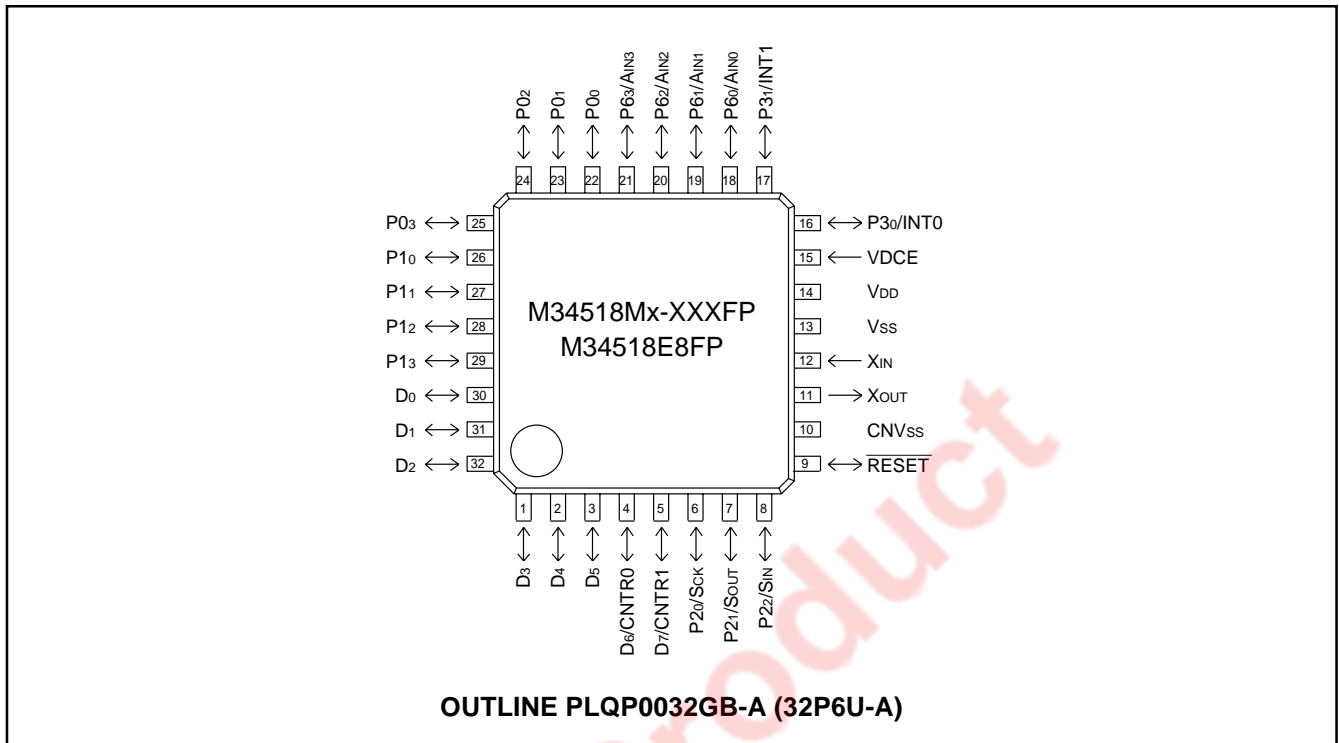 P02
P01
P00
P63/AIN3
P62/AIN2
P61/AIN1
P60/AIN0
P31/INT1
24
23
22
21
20
19
18
17
P03
25
P10
26
P11
27
P12
28
P13
29
D0
30
D1
31
D2
32
M34518Mx-XXXFP
M34518E8FP
16
P30/INT0
15
VDCE
14
VDD
13
VSS
12
XIN
11
XOUT
10
CNVSS
9
RESET
1
2
3
4
5
6
7
8
D3
D4
D5
D6/CNTR0
D7/CNTR1
P20/SCK
P21/SOUT
P22/SIN
OUTLINE PLQP0032GB-A (32P6U-A)
roduct